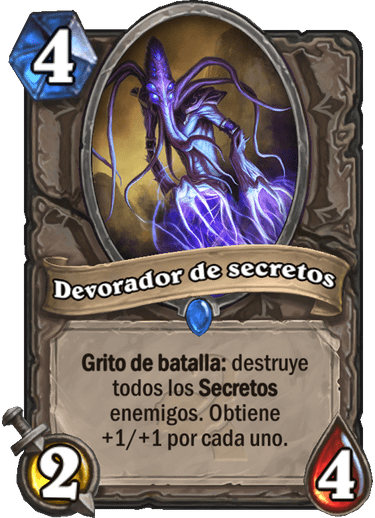 4
Devorador de secretos
Grito de batalla: destruye
todos los Secretos
enemigos. Obtiene
+1/+1 por cada uno.
2
4